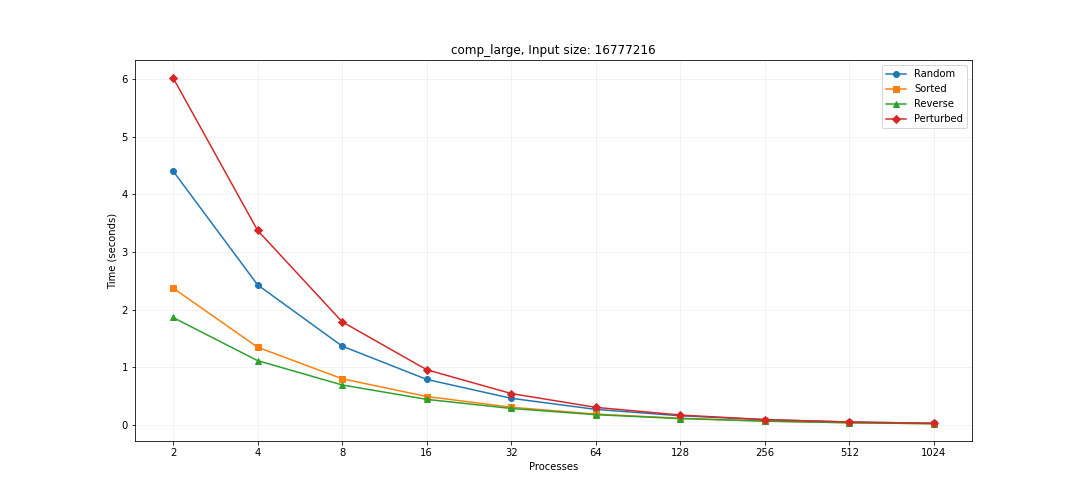 comp_large, Input size: 16777216
Random
Sorted
Reverse
Perturbed
6
5
4
3
2
1
0
Time (seconds)
2 4 8 16 32 64 128 256 512 1024
Processes